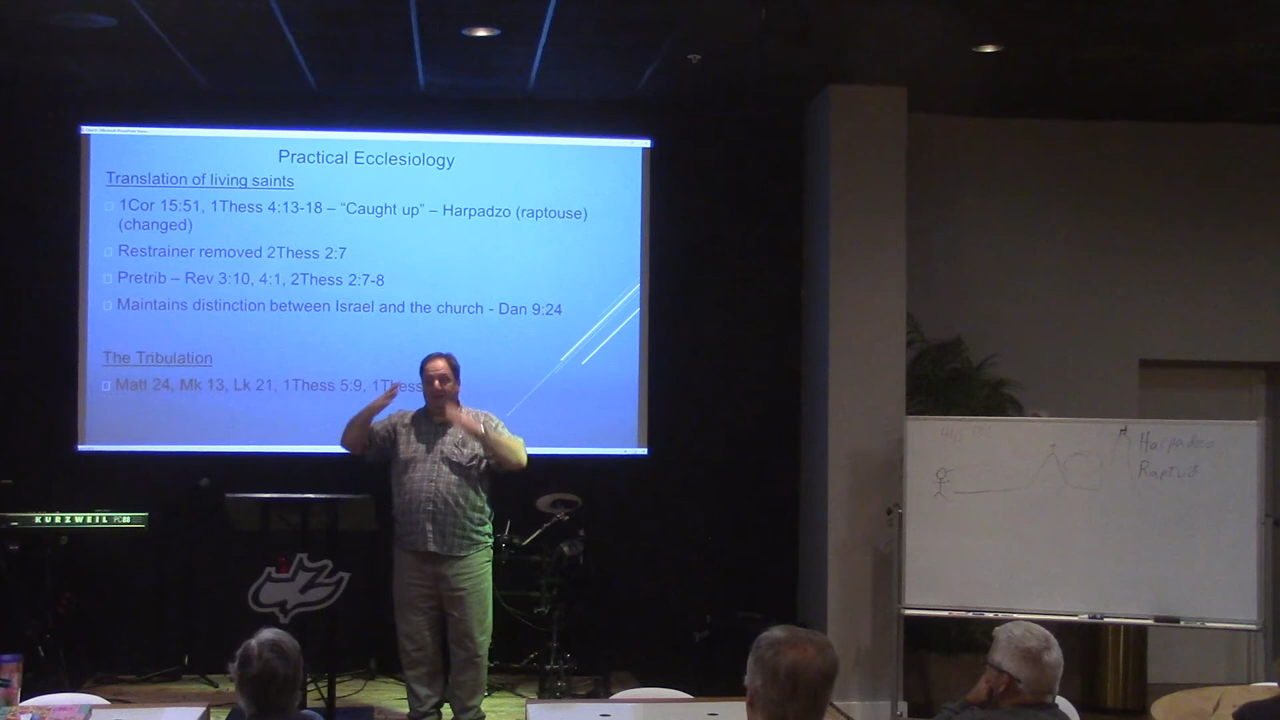 Practical Ecclesiology
Translation of living saints
1Cor 15:51, 1Thess 4:13-18 – “Caught up” – Harpadzo (raptouse)
(changed)
Restrainer removed 2Thess 2:7
Pretrib – Rev 3:10, 4:1, 2Thess 2:7-8
Maintains distinction between Israel and the church - Dan 9:24
The Tribulation
Matt 24, Mk 13, Lk 21, 1Thess 5:9, 1Thess
Harpadzo
KURZWEIL PC88